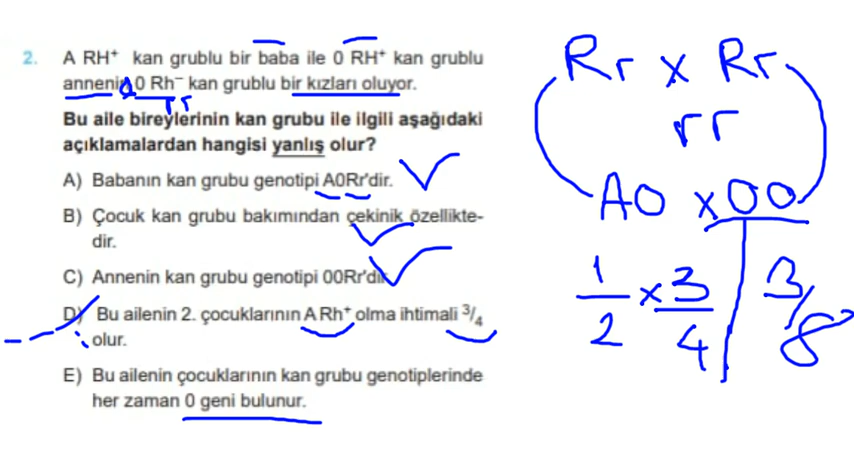 2. A RH⁺ kan grublu bir baba ile 0 RH⁺ kan grublu
annenin 0 Rh⁻ kan grublu bir kızları oluyor.
rr
Bu aile bireylerinin kan grubu ile ilgili aşağıdaki
açıklamalardan hangisi yanlış olur?
A) Babanın kan grubu genotipi A0Rr'dir.
B) Çocuk kan grubu bakımından çekinik özellikte-
dir.
C) Annenin kan grubu genotipi 00Rr'dir.
D) Bu ailenin 2. çocuklarının A Rh⁺ olma ihtimali ³/₄
olur.
E) Bu ailenin çocuklarının kan grubu genotiplerinde
her zaman 0 geni bulunur.
Rr x Rr
rr
A0 x 00
1/2 x 3/4 | 3/8